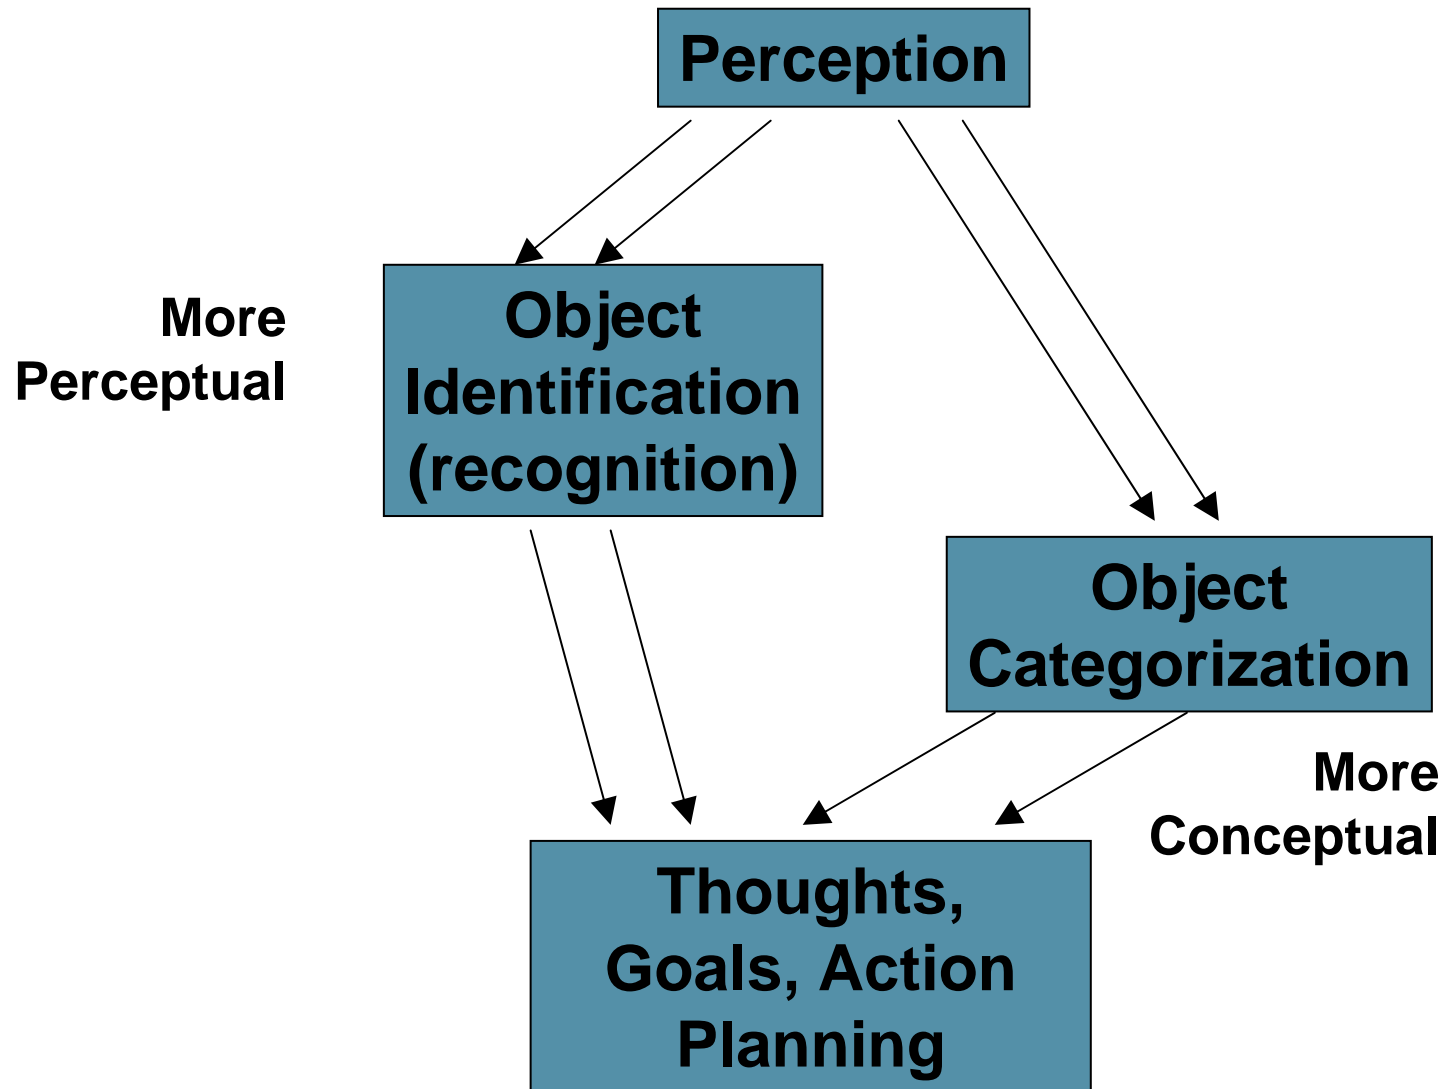 Perception
More
Perceptual
Object
Identification
(recognition)
Object
Categorization
More
Conceptual
Thoughts,
Goals, Action
Planning